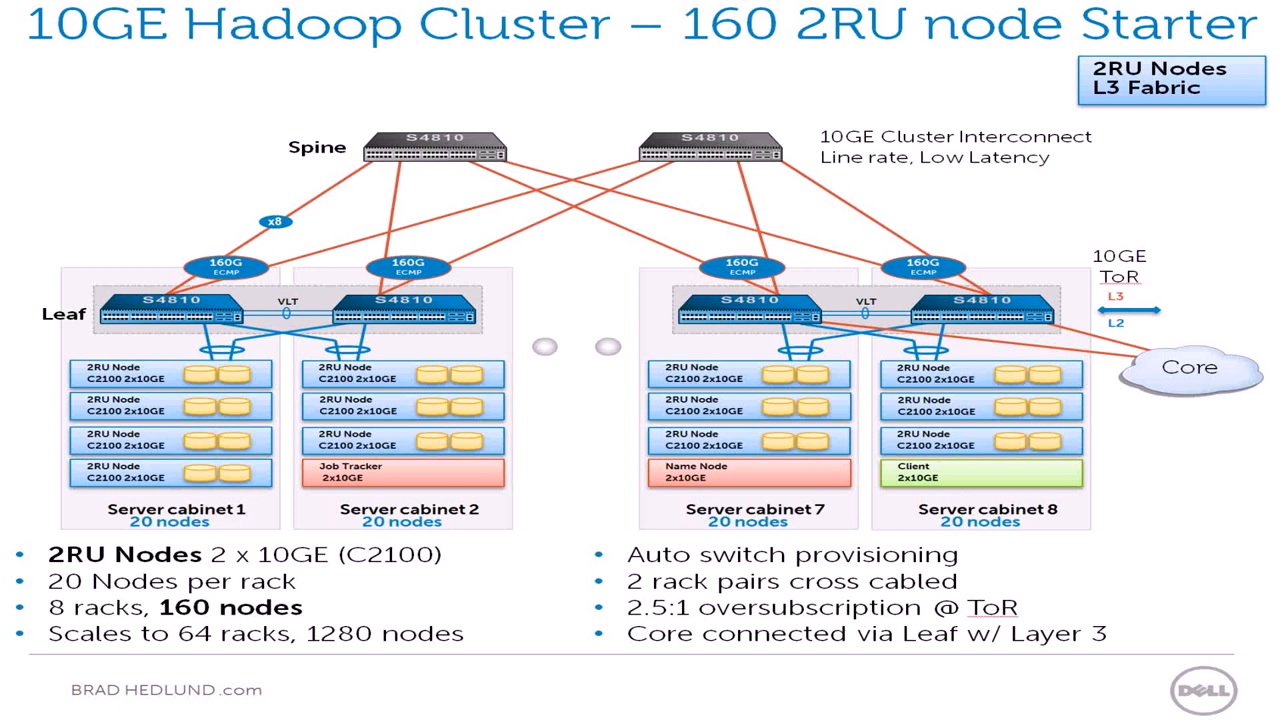 10GE Hadoop Cluster – 160 2RU node Starter
2RU Nodes
L3 Fabric
Spine
S4810
S4810
10GE Cluster Interconnect
Line rate, Low Latency
x8
160G
ECMP
160G
ECMP
160G
ECMP
160G
ECMP
10GE
ToR
L3
L2
Leaf
S4810
VLT
S4810
S4810
VLT
S4810
Core
2RU Node
C2100 2x10GE
2RU Node
C2100 2x10GE
2RU Node
C2100 2x10GE
2RU Node
C2100 2x10GE
Server cabinet 1
20 nodes
2RU Node
C2100 2x10GE
2RU Node
C2100 2x10GE
2RU Node
C2100 2x10GE
Job Tracker
2x10GE
Server cabinet 2
20 nodes
2RU Node
C2100 2x10GE
2RU Node
C2100 2x10GE
2RU Node
C2100 2x10GE
Name Node
2x10GE
Server cabinet 7
20 nodes
2RU Node
C2100 2x10GE
2RU Node
C2100 2x10GE
2RU Node
C2100 2x10GE
Client
2x10GE
Server cabinet 8
20 nodes
• 2RU Nodes 2 x 10GE (C2100)
• 20 Nodes per rack
• 8 racks, 160 nodes
• Scales to 64 racks, 1280 nodes
• Auto switch provisioning
• 2 rack pairs cross cabled
• 2.5:1 oversubscription @ ToR
• Core connected via Leaf w/ Layer 3
BRAD HEDLUND.com
DELL